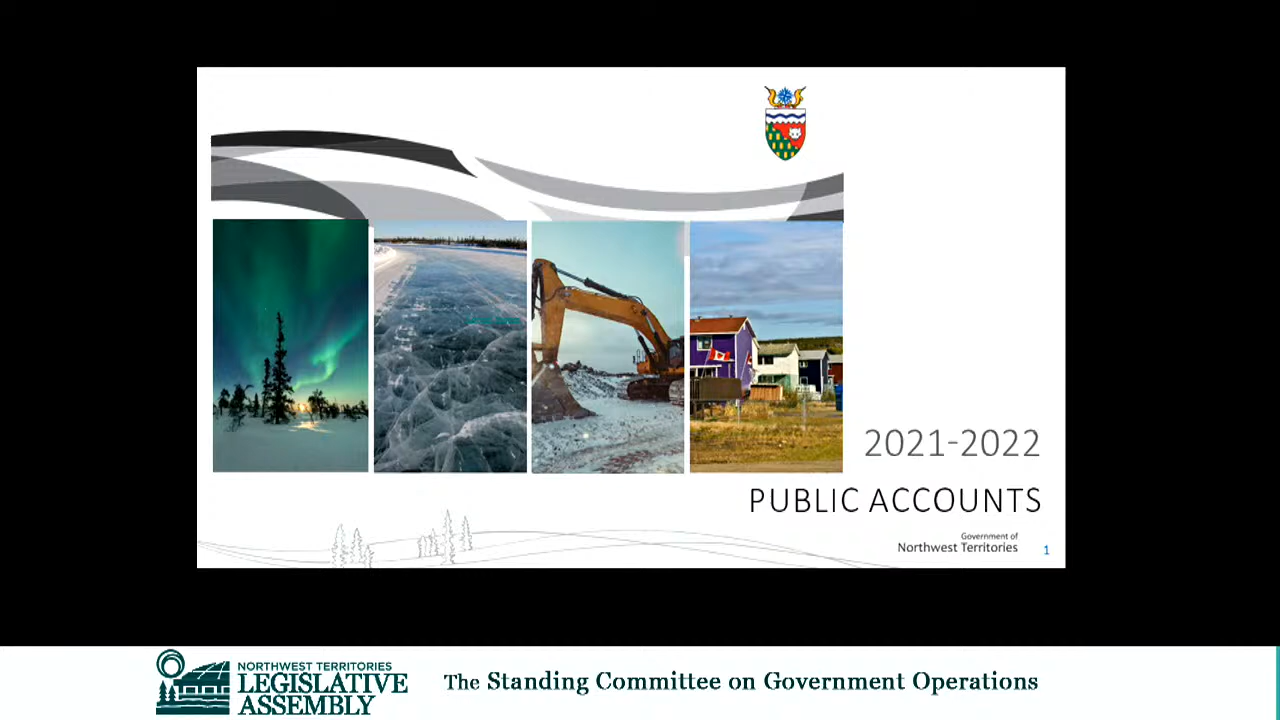 2021-2022
PUBLIC ACCOUNTS
Government of
Northwest Territories
1
NORTHWEST TERRITORIES
LEGISLATIVE
ASSEMBLY
The Standing Committee on Government Operations